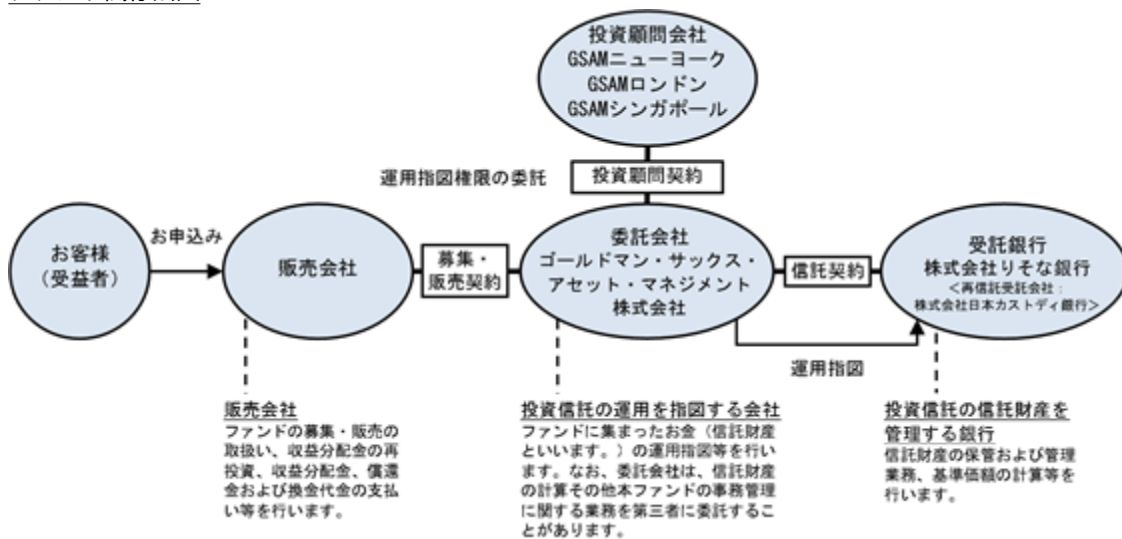 投資顧問会社
GSAMニューヨーク
GSAMロンドン
GSAMシンガポール
運用指図権限の委託
投資顧問契約
お客様
（受益者）
お申込み
販売会社
募集・
販売契約
委託会社
ゴールドマン・サックス・
アセット・マネジメント
株式会社
信託契約
受託銀行
株式会社りそな銀行
＜再信託受託会社：
株式会社日本カストディ銀行＞
運用指図
販売会社
ファンドの募集・販売の
取扱い、収益分配金の再
投資、収益分配金、償還
金および換金代金の支払
い等を行います。
投資信託の運用を指図する会社
ファンドに集まったお金（信託財産
といいます。）の運用指図等を行い
ます。なお、委託会社は、信託財産
の計算その他本ファンドの事務管理
に関する業務を第三者に委託するこ
とがあります。
投資信託の信託財産を
管理する銀行
信託財産の保管および管理
業務、基準価額の計算等を
行います。